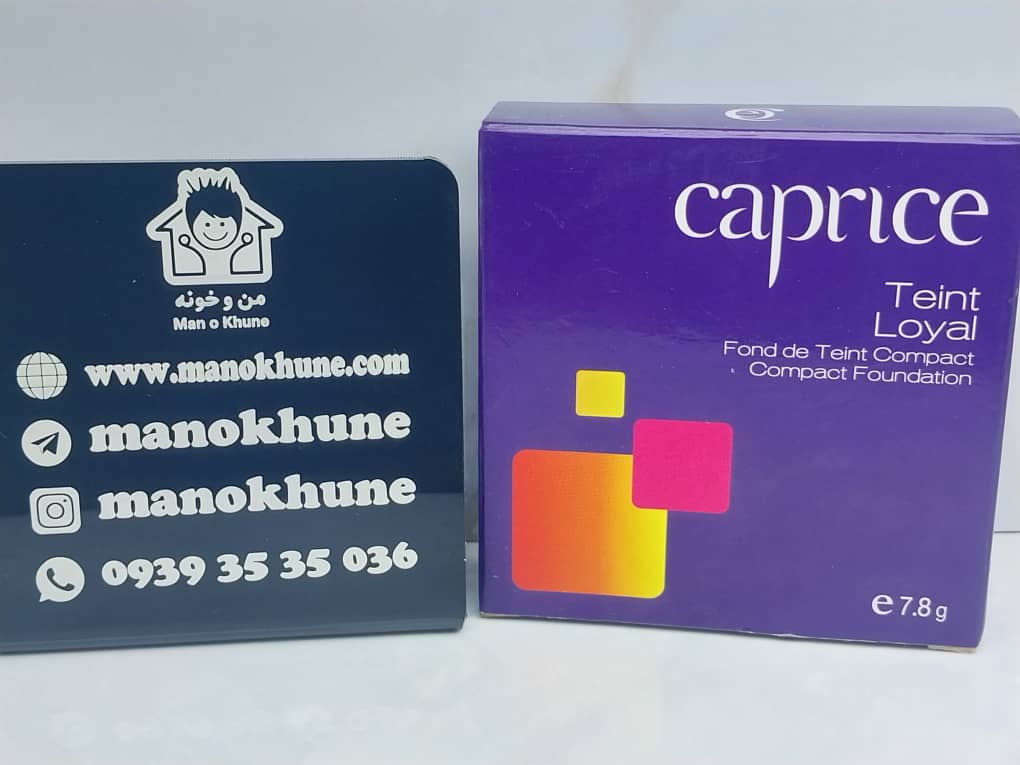 من و خونه
Man o Khune
www.manokhune.com
manokhune
manokhune
0939 35 35 036
caprice
Teint
Loyal
Fond de Teint Compact
Compact Foundation
e 7.8 g